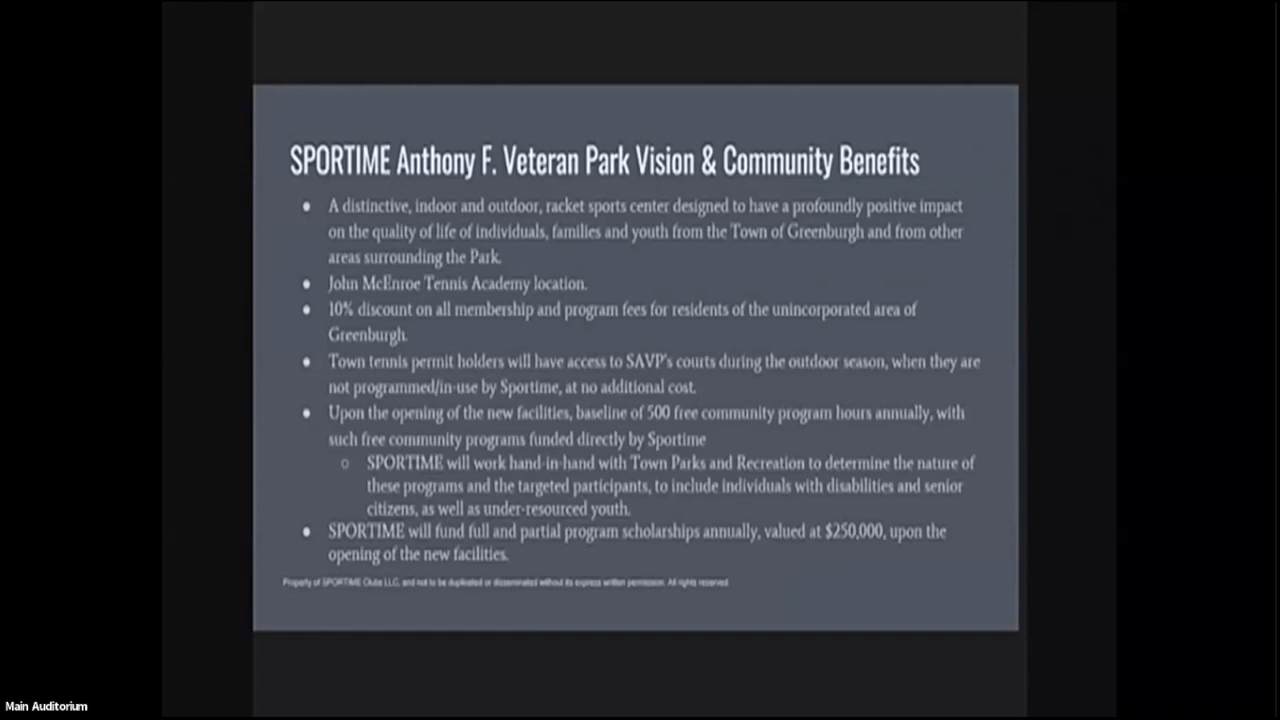 SPORTIME Anthony F. Veteran Park Vision & Community Benefits
● A distinctive, indoor and outdoor, racket sports center designed to have a profoundly positive impact
on the quality of life of individuals, families and youth from the Town of Greenburgh and from other
areas surrounding the Park.
● John McEnroe Tennis Academy location.
● 10% discount on all membership and program fees for residents of the unincorporated area of
Greenburgh.
● Town tennis permit holders will have access to SAVP's courts during the outdoor season, when they are
not programmed/in-use by Sportime, at no additional cost.
● Upon the opening of the new facilities, baseline of 500 free community program hours annually, with
such free community programs funded directly by Sportime
○ SPORTIME will work hand-in-hand with Town Parks and Recreation to determine the nature of
these programs and the targeted participants, to include individuals with disabilities and senior
citizens, as well as under-resourced youth.
● SPORTIME will fund full and partial program scholarships annually, valued at $250,000, upon the
opening of the new facilities.
Property of SPORTIME Clubs LLC, and not to be duplicated or disseminated without its express written permission. All rights reserved
Main Auditorium